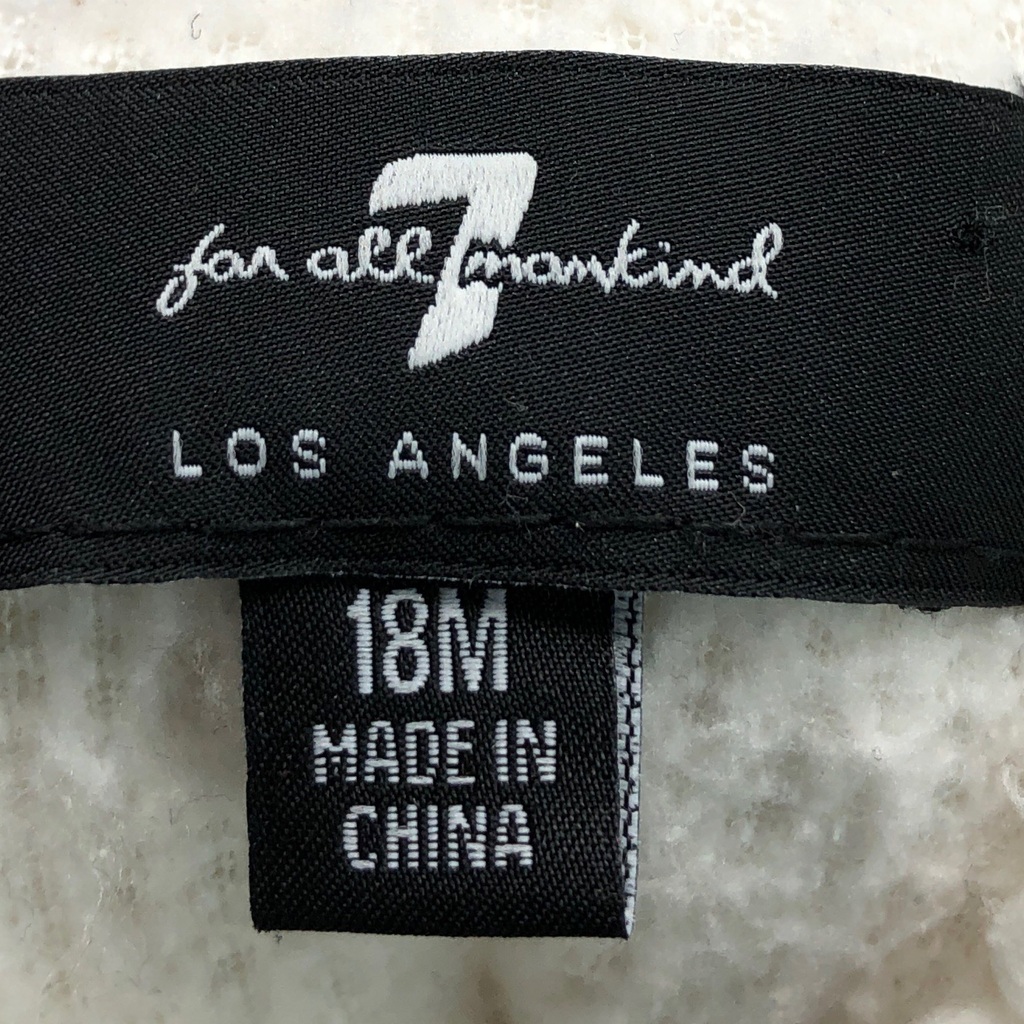 for all 7 mankind
LOS ANGELES
18M
MADE IN
CHINA